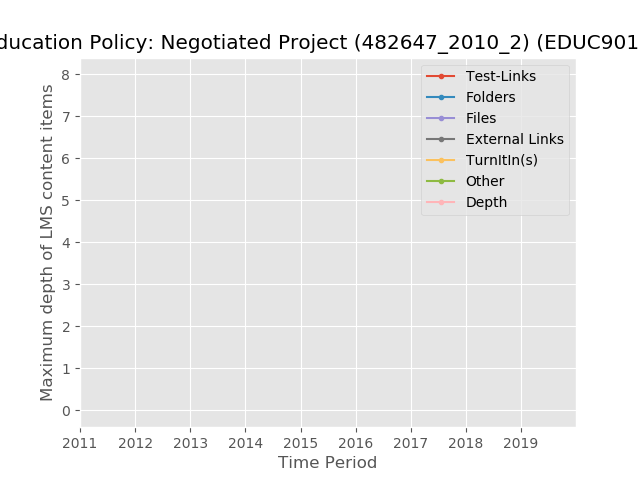 ducation Policy: Negotiated Project (482647_2010_2) (EDUC901
Maximum depth of LMS content items
8
7
6
5
4
3
2
1
0
Test-Links
Folders
Files
External Links
TurnItIn(s)
Other
Depth
2011 2012 2013 2014 2015 2016 2017 2018 2019
Time Period